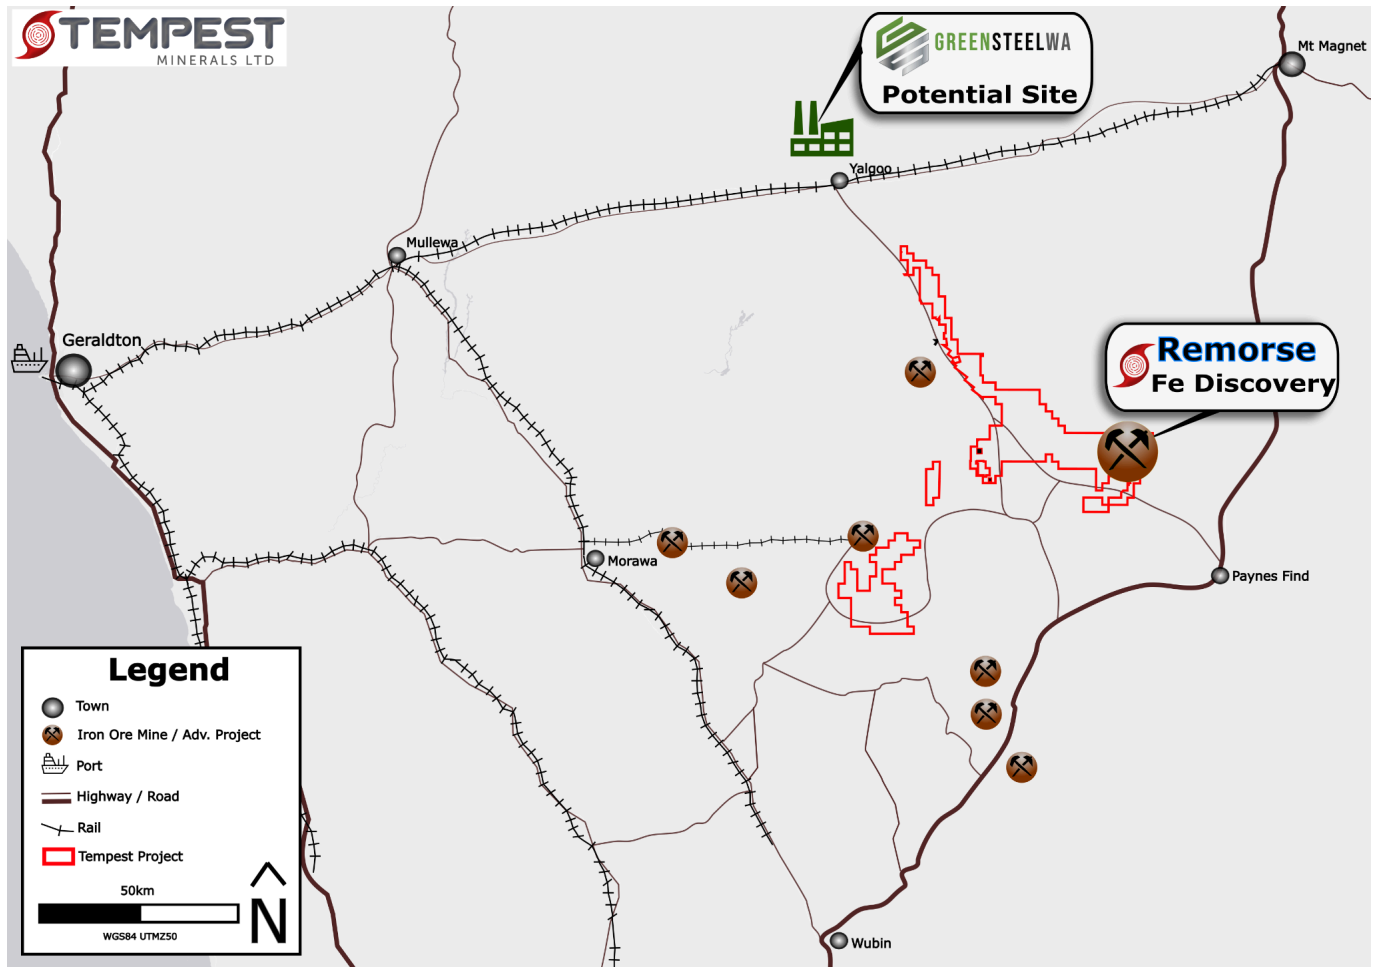 TEMPEST
MINERALS LTD
GREENSTEELWA
Potential Site
Mt Magnet
Yalgoo
Mullewa
Geraldton
Remorse
Fe Discovery
Morawa
Paynes Find
Legend
Town
Iron Ore Mine / Adv. Project
Port
Highway / Road
Rail
Tempest Project
50km
WGS84 UTMZ50
N
Wubin